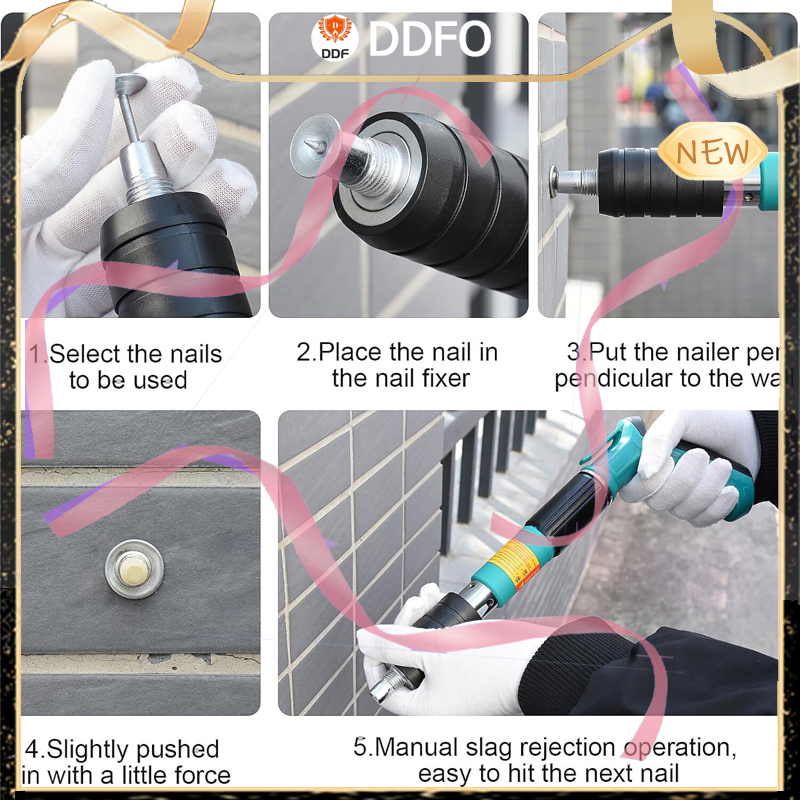 DDF
DDFO
NEW
1.Select the nails
to be used
2.Place the nail in
the nail fixer
3.Put the nailer per
pendicular to the wall
4.Slightly pushed
in with a little force
5.Manual slag rejection operation,
easy to hit the next nail